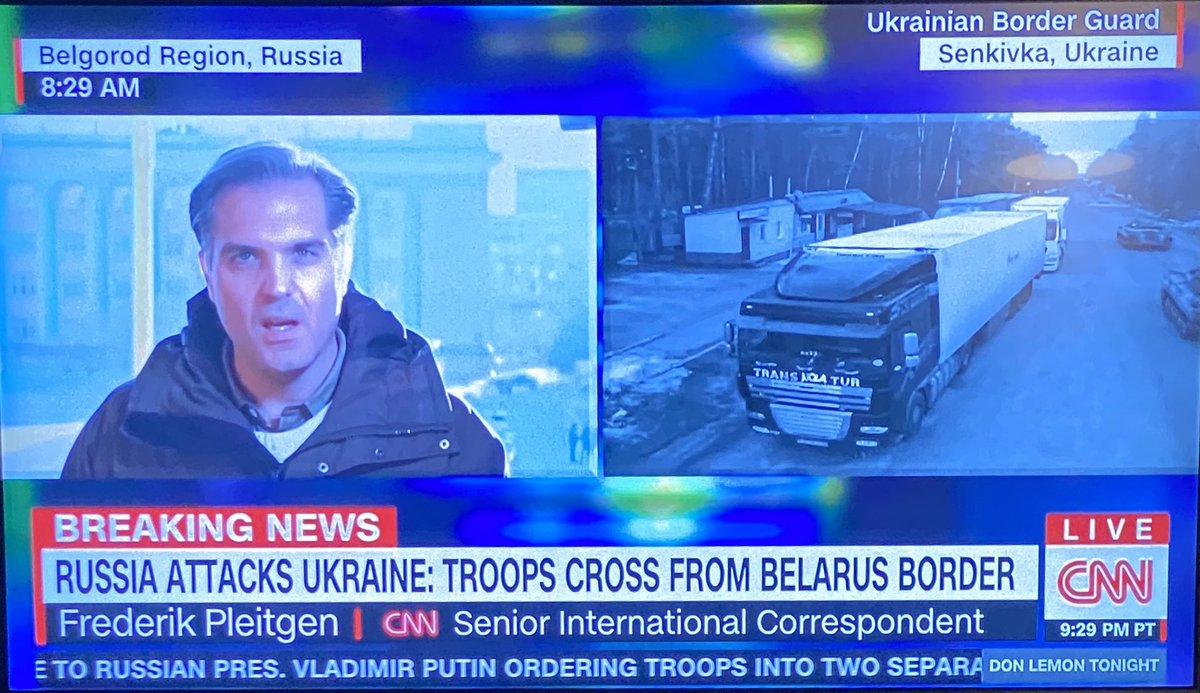 Belgorod Region, Russia
8:29 AM
Ukrainian Border Guard
Senkivka, Ukraine
TRANS TUR
BREAKING NEWS
RUSSIA ATTACKS UKRAINE: TROOPS CROSS FROM BELARUS BORDER
Frederik Pleitgen | CNN Senior International Correspondent
LIVE
CNN
9:29 PM PT
E TO RUSSIAN PRES. VLADIMIR PUTIN ORDERING TROOPS INTO TWO SEPARA
DON LEMON TONIGHT